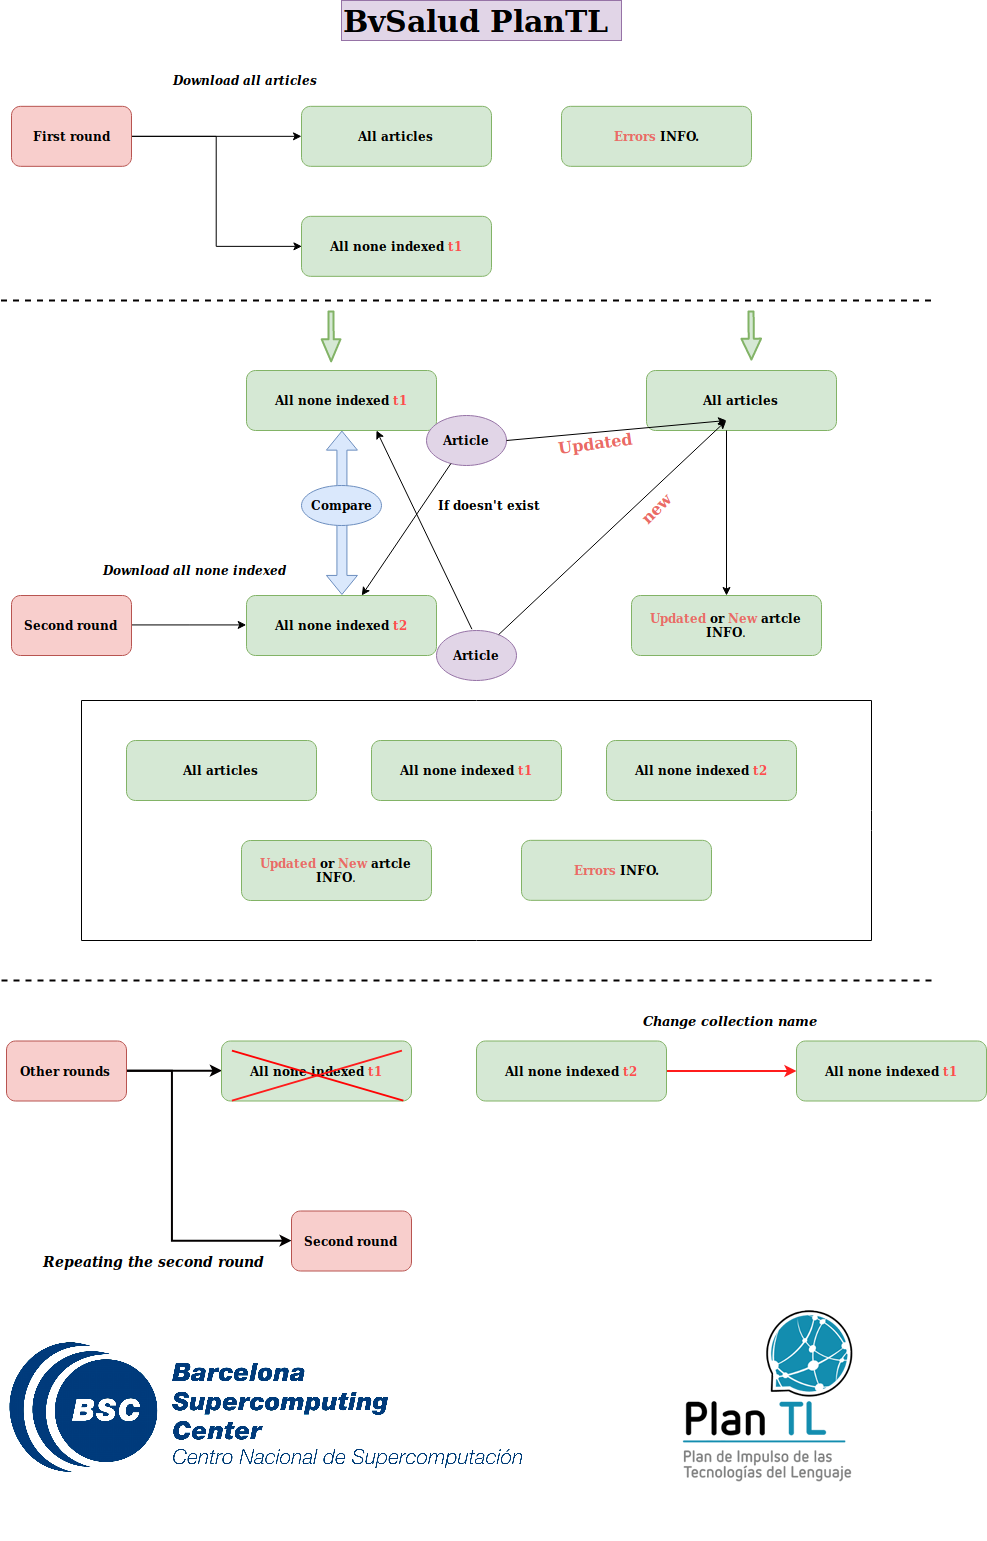 BvSalud PlanTL
Download all articles
First round
All articles
Errors INFO.
All none indexed t1
All none indexed t1
All articles
Article
Updated
Compare
If doesn't exist
new
Download all none indexed
Second round
All none indexed t2
Article
Updated or New artcle
INFO.
All articles
All none indexed t1
All none indexed t2
Updated or New artcle
INFO.
Errors INFO.
Change collection name
Other rounds
All none indexed t1
All none indexed t2
All none indexed t1
Second round
Repeating the second round
BSC
Barcelona
Supercomputing
Center
Centro Nacional de Supercomputación
Plan TL
Plan de Impulso de las
Tecnologías del Lenguaje